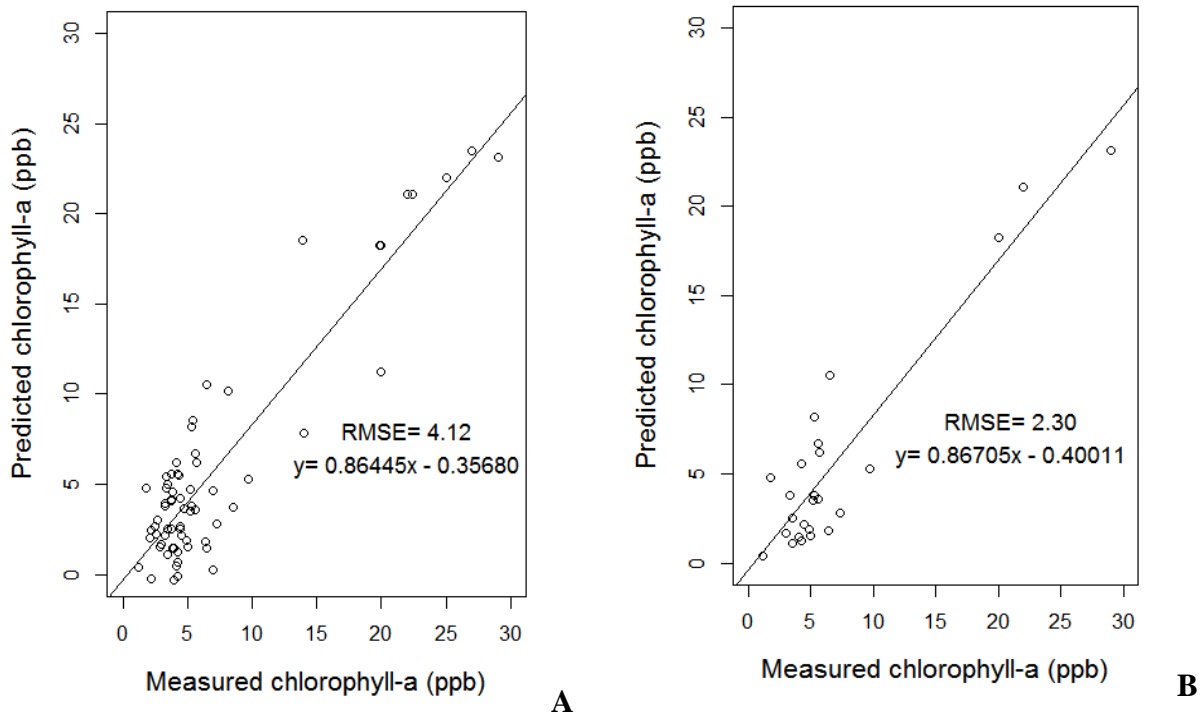 Predicted chlorophyll-a (ppb)
30
25
20
15
10
5
0
RMSE= 4.12
y= 0.86445x - 0.35680
0 5 10 15 20 25 30
Measured chlorophyll-a (ppb)
A
Predicted chlorophyll-a (ppb)
30
25
20
15
10
5
0
RMSE= 2.30
y= 0.86705x - 0.40011
0 5 10 15 20 25 30
Measured chlorophyll-a (ppb)
B